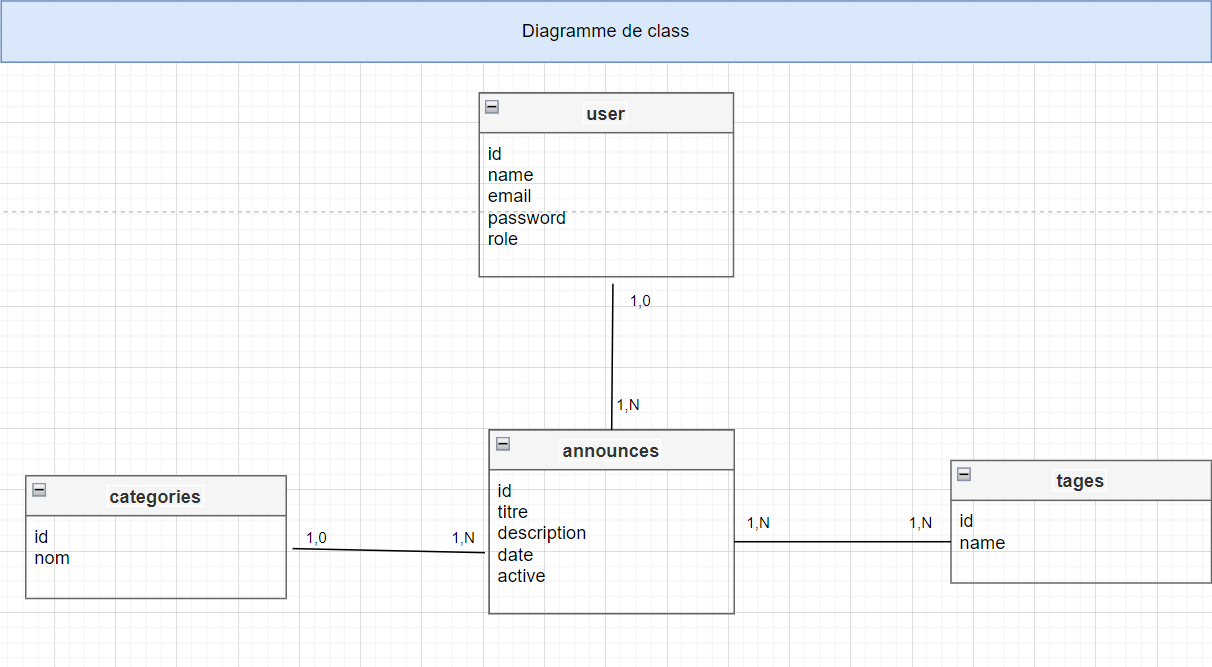 Diagramme de class
user
id
name
email
password
role
1,0
1,N
announces
id
titre
description
date
active
categories
id
nom
1,0
1,N
1,N
1,N
tages
id
name